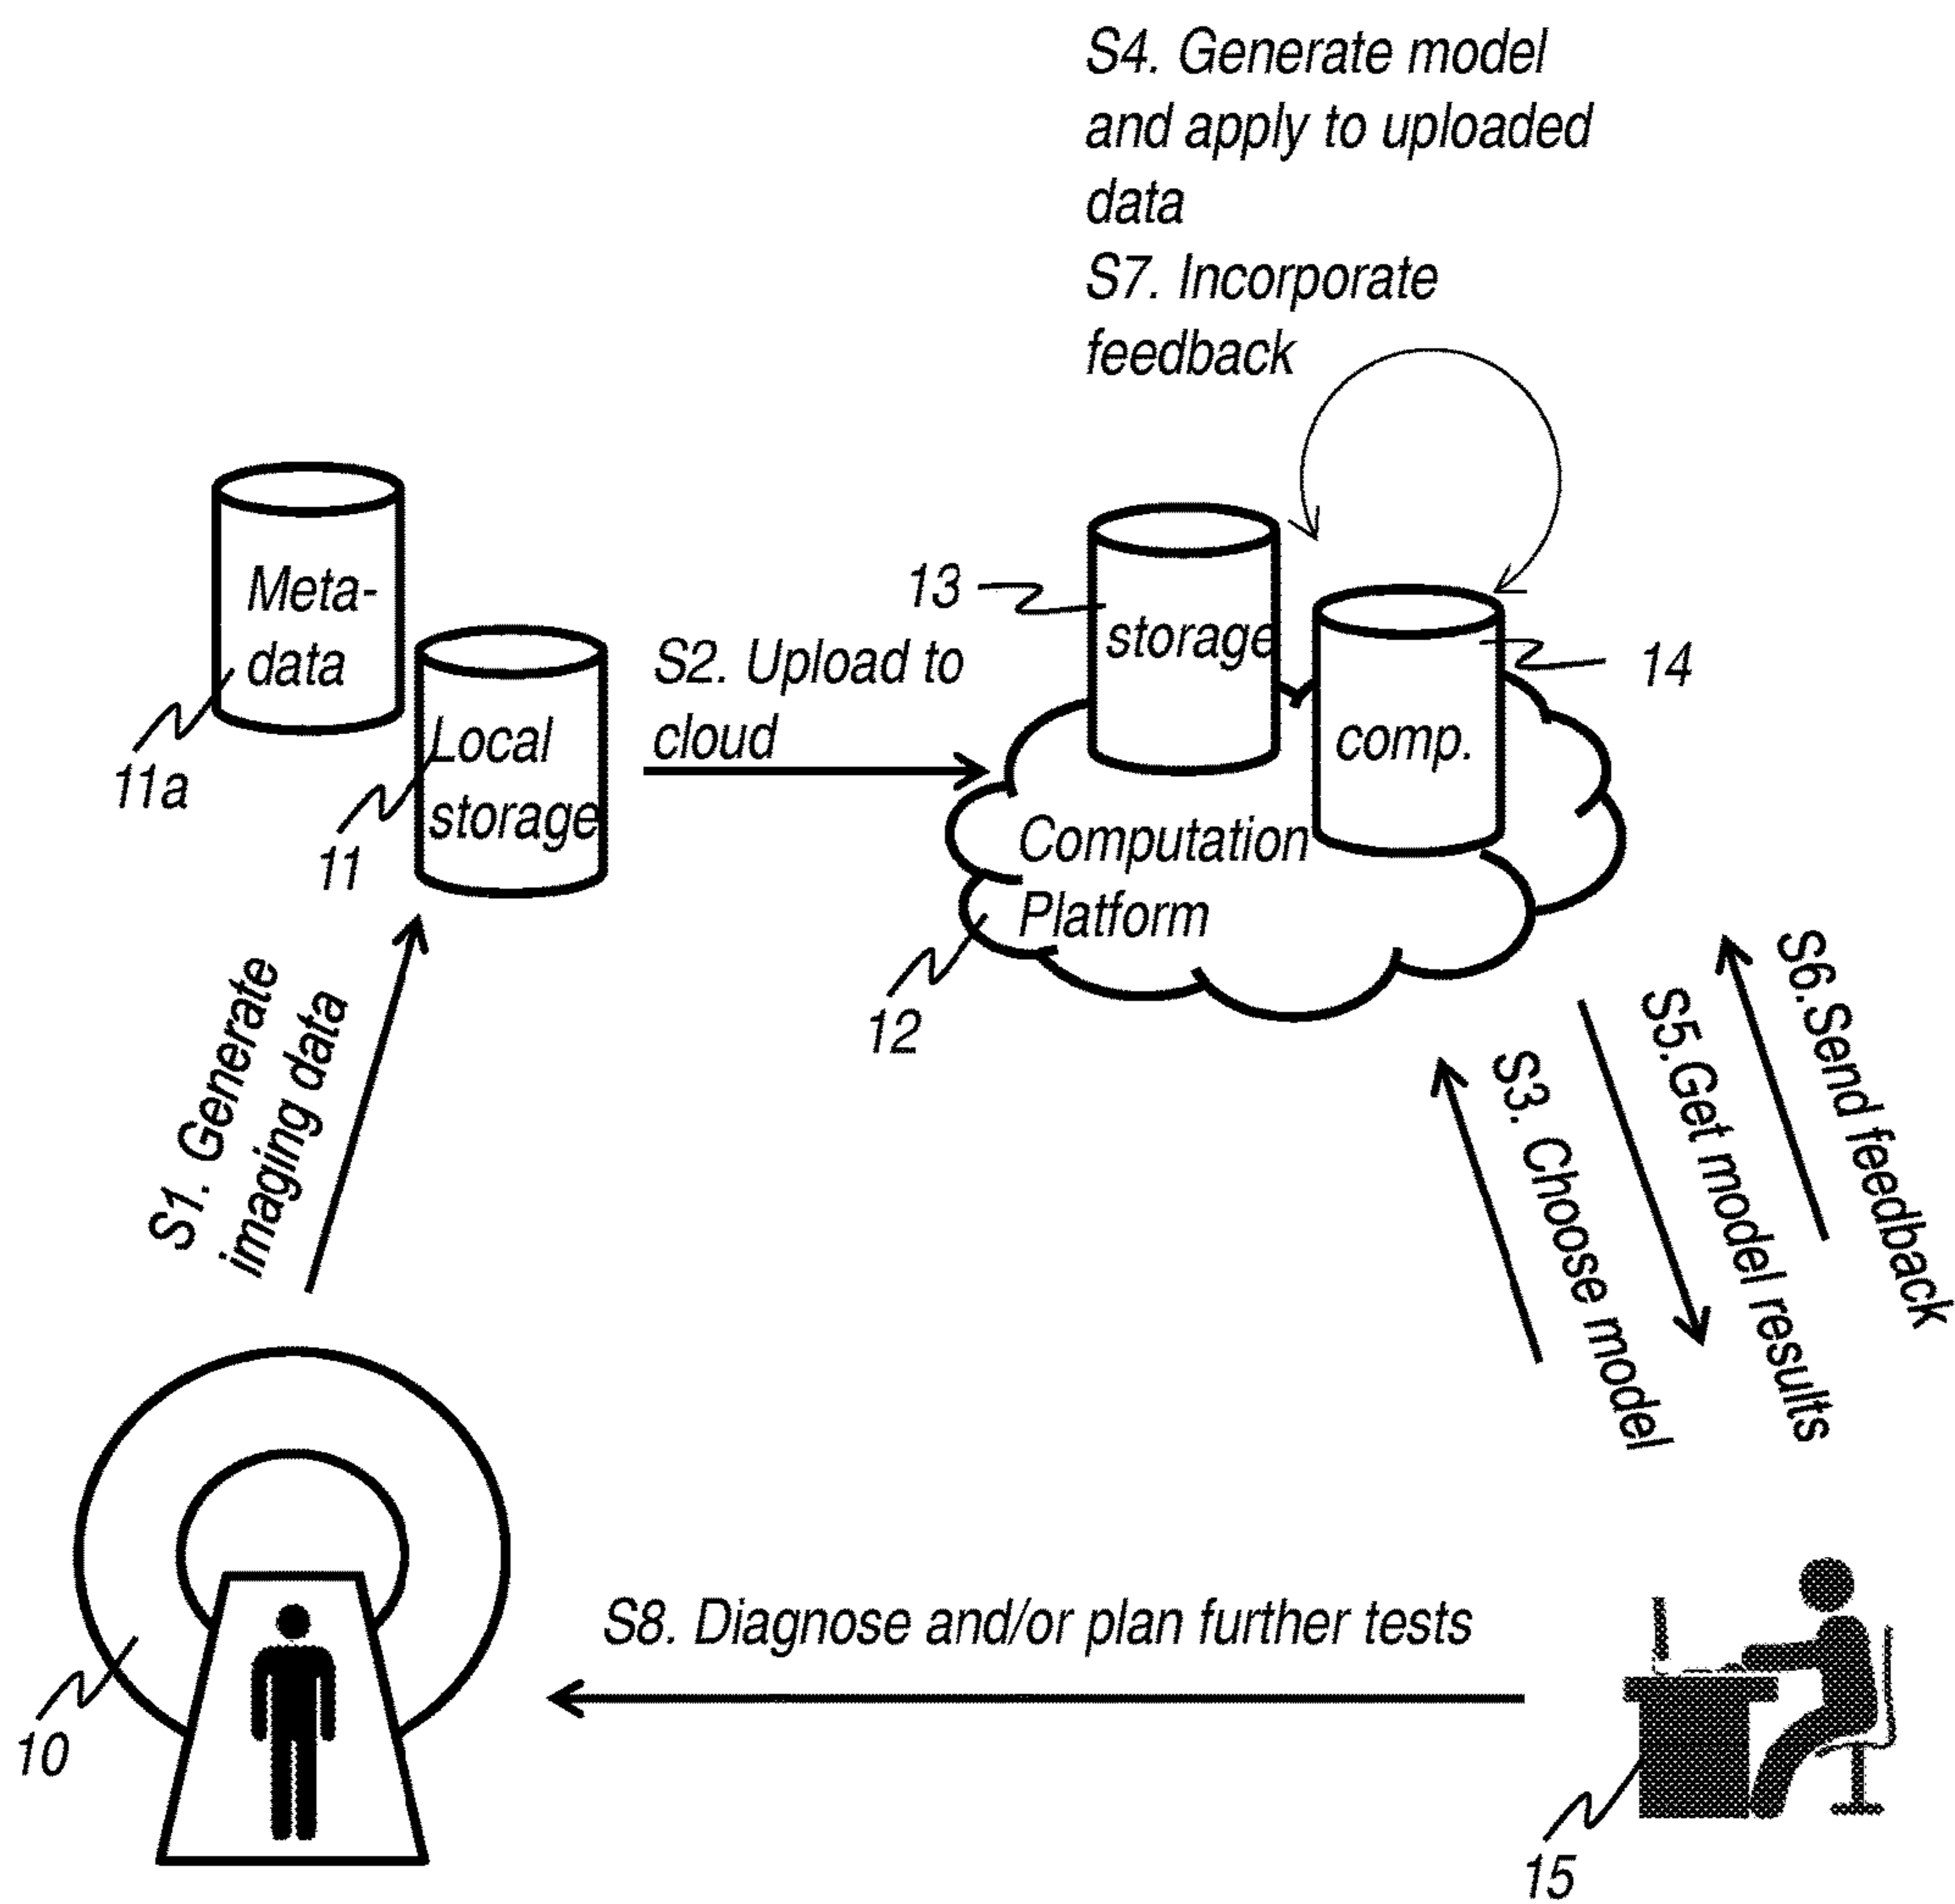 S4. Generate model
and apply to uploaded
data
S7. Incorporate
feedback
Meta-
data
11a
Local
storage
11
S2. Upload to
cloud
13
storage
14
comp.
Computation
Platform
12
S1. Generate
imaging data
S3. Choose model
S5.Get model results
S6.Send feedback
S8. Diagnose and/or plan further tests
10
15